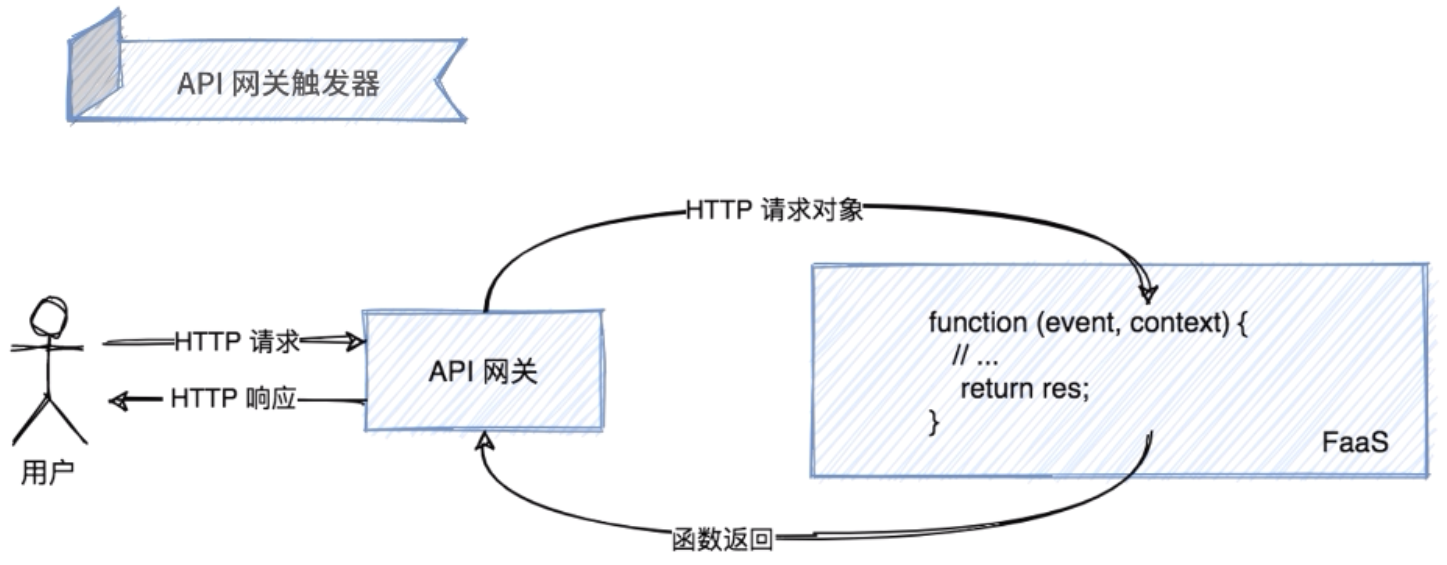 API 网关触发器
HTTP 请求对象
HTTP 请求
API 网关
HTTP 响应
用户
function (event, context) {
// ...
return res;
}
FaaS
函数返回